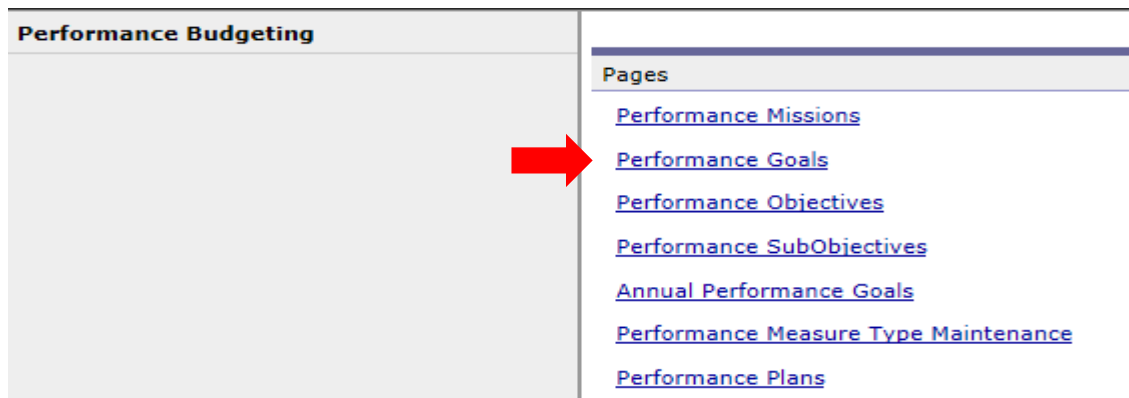 Performance Budgeting
Pages
Performance Missions
Performance Goals
Performance Objectives
Performance SubObjectives
Annual Performance Goals
Performance Measure Type Maintenance
Performance Plans